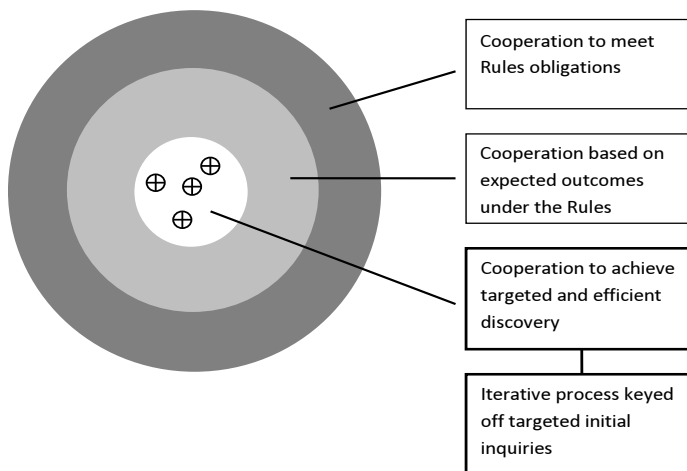 Cooperation to meet
Rules obligations
Cooperation based on
expected outcomes
under the Rules
Cooperation to achieve
targeted and efficient
discovery
Iterative process keyed
off targeted initial
inquiries